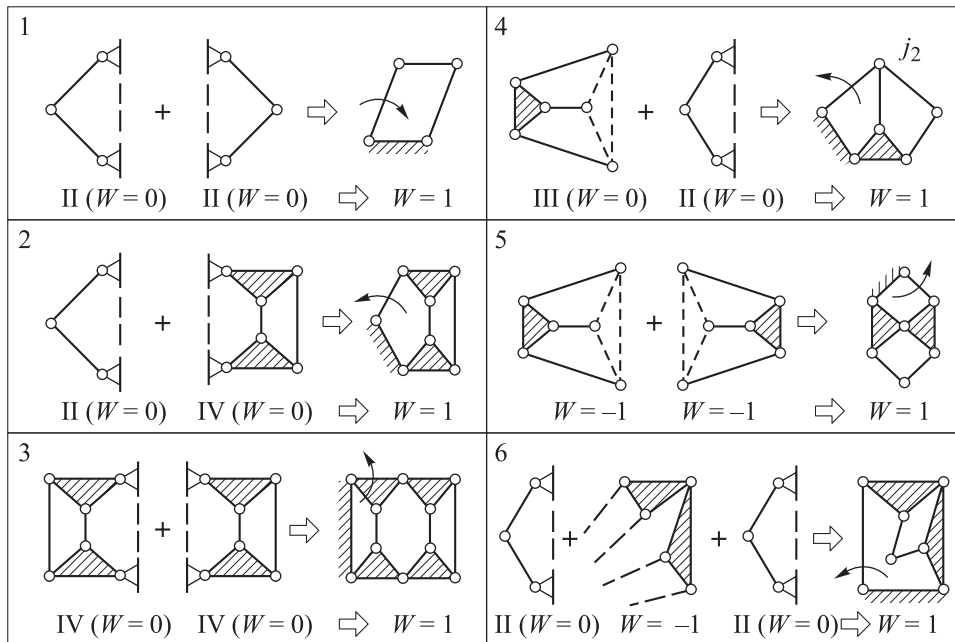 1
II (W = 0) + II (W = 0) ⇨ W = 1
2
II (W = 0) + IV (W = 0) ⇨ W = 1
3
IV (W = 0) + IV (W = 0) ⇨ W = 1
4
j2
III (W = 0) + II (W = 0) ⇨ W = 1
5
W = –1 + W = –1 ⇨ W = 1
6
II (W = 0) + W = –1 + II (W = 0) ⇨ W = 1